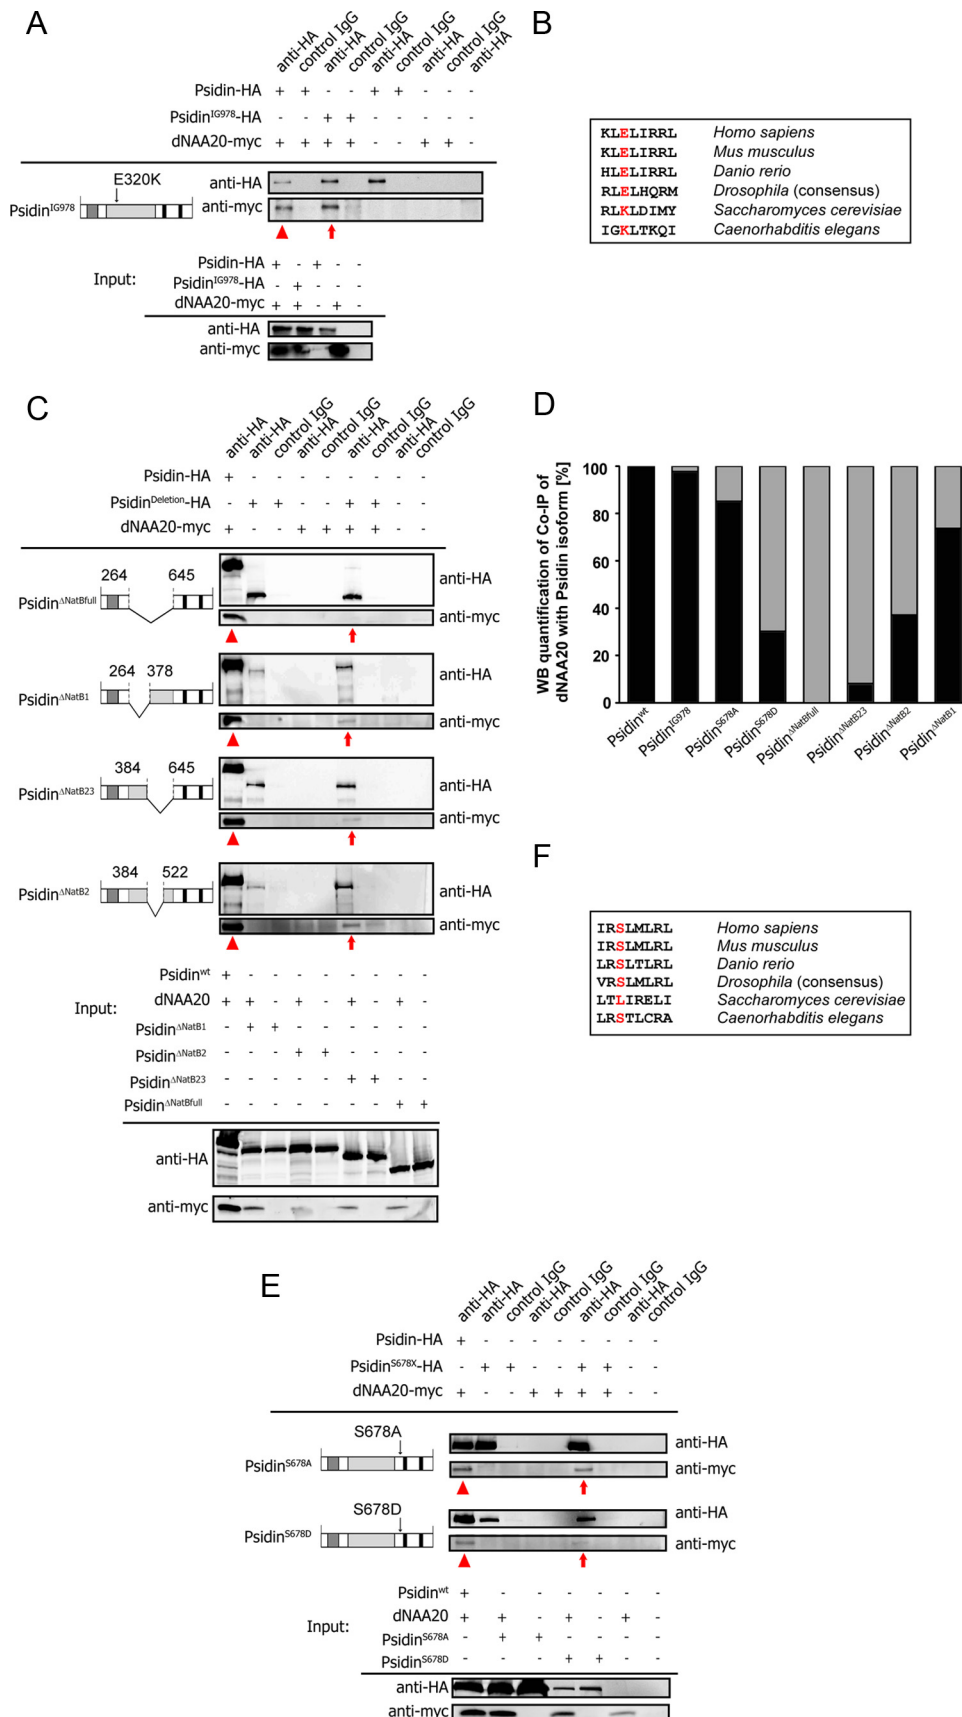 A
anti-HA
control IgG
anti-HA
control IgG
anti-HA
control IgG
anti-HA
control IgG
anti-HA
Psidin-HA + + - - + + - - -
PsidinIG978-HA - - + + - - - - -
dNAA20-myc + + + + - - + + -
E320K
PsidinIG978
anti-HA
anti-myc
Input:
Psidin-HA + - + - -
PsidinIG978-HA - + - - -
dNAA20-myc + + - + -
anti-HA
anti-myc
B
KLELIRRL Homo sapiens
KLELIRRL Mus musculus
HLELIRRL Danio rerio
RLELHQRM Drosophila (consensus)
RLKLDIMY Saccharomyces cerevisiae
IGKLTKQI Caenorhabditis elegans
C
anti-HA
anti-HA
control IgG
anti-HA
control IgG
anti-HA
control IgG
anti-HA
control IgG
Psidin-HA + - - - - - - - -
PsidinDeletion-HA - + + - - + + - -
dNAA20-myc + - - + + + + - -
264 645
PsidinΔNatBfull
anti-HA
anti-myc
264 378
PsidinΔNatB1
anti-HA
anti-myc
384 645
PsidinΔNatB23
anti-HA
anti-myc
384 522
PsidinΔNatB2
anti-HA
anti-myc
Input:
Psidinwt + - - - - - - - -
dNAA20 + + - + - + - + -
PsidinΔNatB1 - + + - - - - - -
PsidinΔNatB2 - - - + + - - - -
PsidinΔNatB23 - - - - - + + - -
PsidinΔNatBfull - - - - - - - + +
anti-HA
anti-myc
D
WB quantification of Co-IP of
dNAA20 with Psidin isoform [%]
100
80
60
40
20
0
Psidinwt
PsidinIG978
PsidinS678A
PsidinS678D
PsidinΔNatBfull
PsidinΔNatB23
PsidinΔNatB2
PsidinΔNatB1
F
IRSLMLRL Homo sapiens
IRSLMLRL Mus musculus
LRSLTLRL Danio rerio
VRSLMLRL Drosophila (consensus)
LTLIRELI Saccharomyces cerevisiae
LRSTLCRA Caenorhabditis elegans
E
anti-HA
anti-HA
control IgG
anti-HA
control IgG
anti-HA
control IgG
anti-HA
control IgG
Psidin-HA + - - - - - - - -
PsidinS678X-HA - + + - - + + - -
dNAA20-myc + - - + + + + - -
S678A
PsidinS678A
anti-HA
anti-myc
S678D
PsidinS678D
anti-HA
anti-myc
Input:
Psidinwt + - - - - - -
dNAA20 + + - + - + -
PsidinS678A - + + - - - -
PsidinS678D - - - + + - -
anti-HA
anti-myc